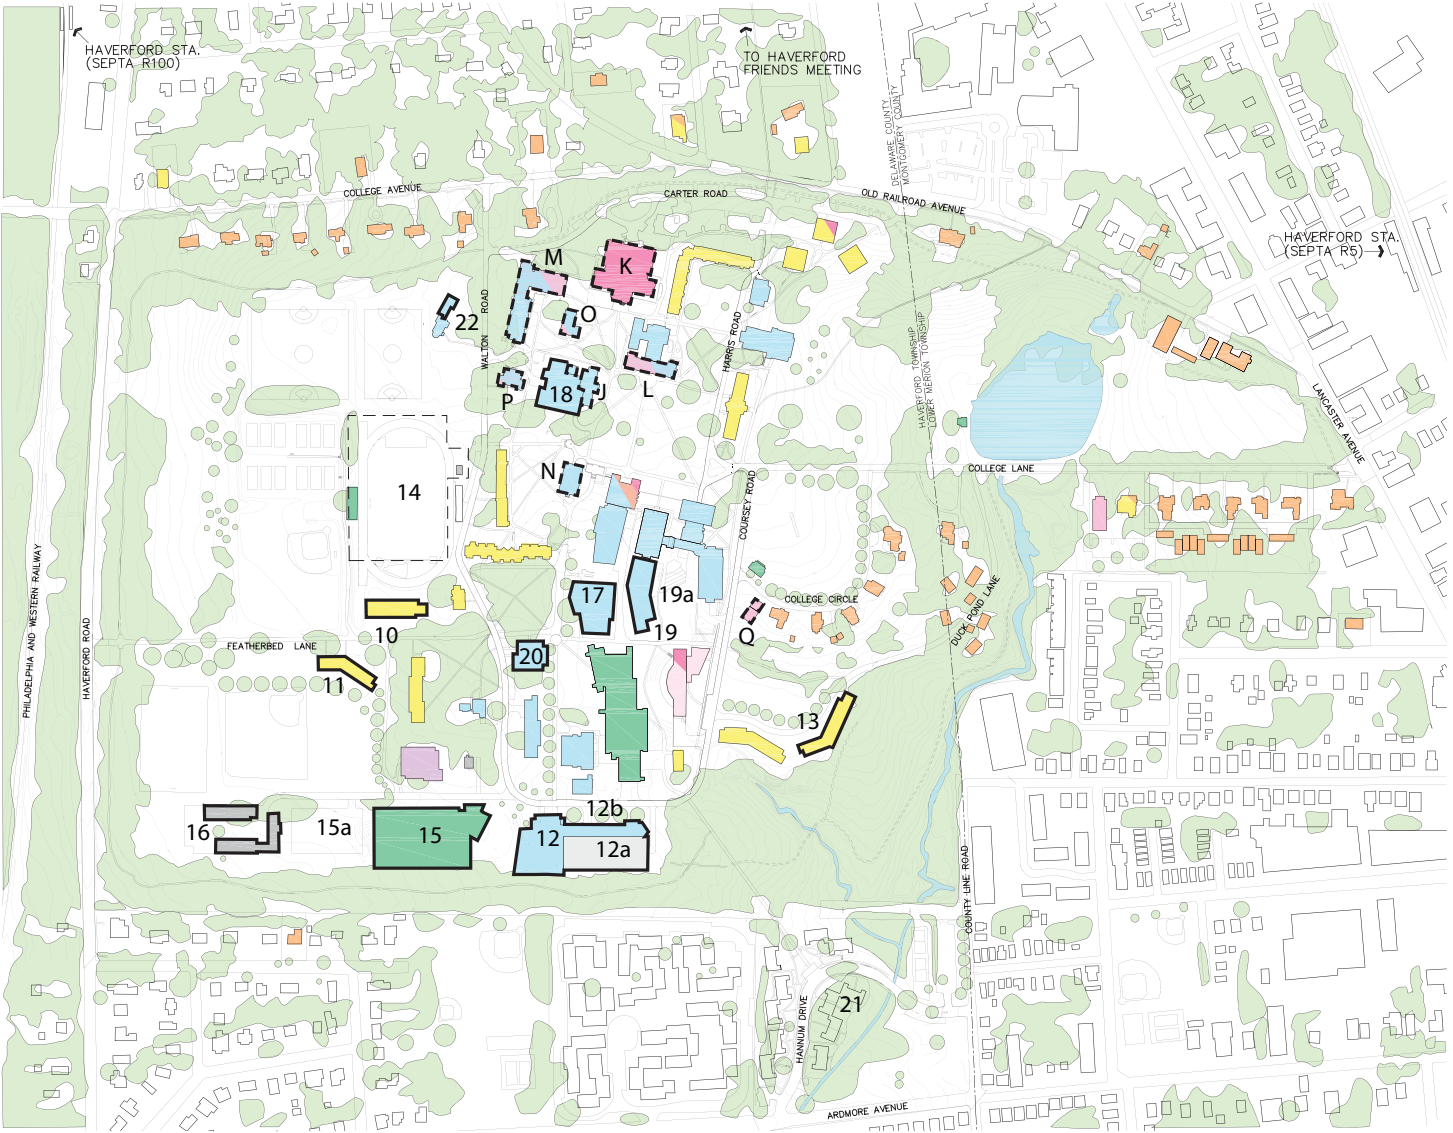 HAVERFORD STA.
(SEPTA R100)
TO HAVERFORD
FRIENDS MEETING
DELAWARE COUNTY
MONTGOMERY COUNTY
COLLEGE AVENUE
CARTER ROAD
OLD RAILROAD AVENUE
HAVERFORD STA.
(SEPTA R5)
M
K
O
22
WALTON ROAD
HARRIS ROAD
L
18
J
P
HAVERFORD TOWNSHIP
LOWER MERION TOWNSHIP
LANCASTER AVENUE
N
14
COLLEGE LANE
COURSEY ROAD
PHILADELPHIA AND WESTERN RAILWAY
HAVERFORD ROAD
17
19a
19
COLLEGE CIRCLE
DUCK POND LANE
10
Q
FEATHERBED LANE
20
11
13
12b
16
15a
15
12
12a
COUNTY LINE ROAD
21
HANNUM DRIVE
ARDMORE AVENUE